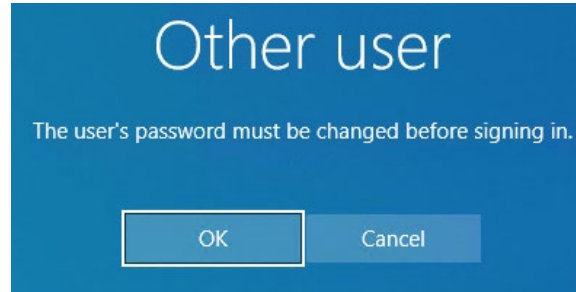 Other user
The user's password must be changed before signing in.
OK
Cancel